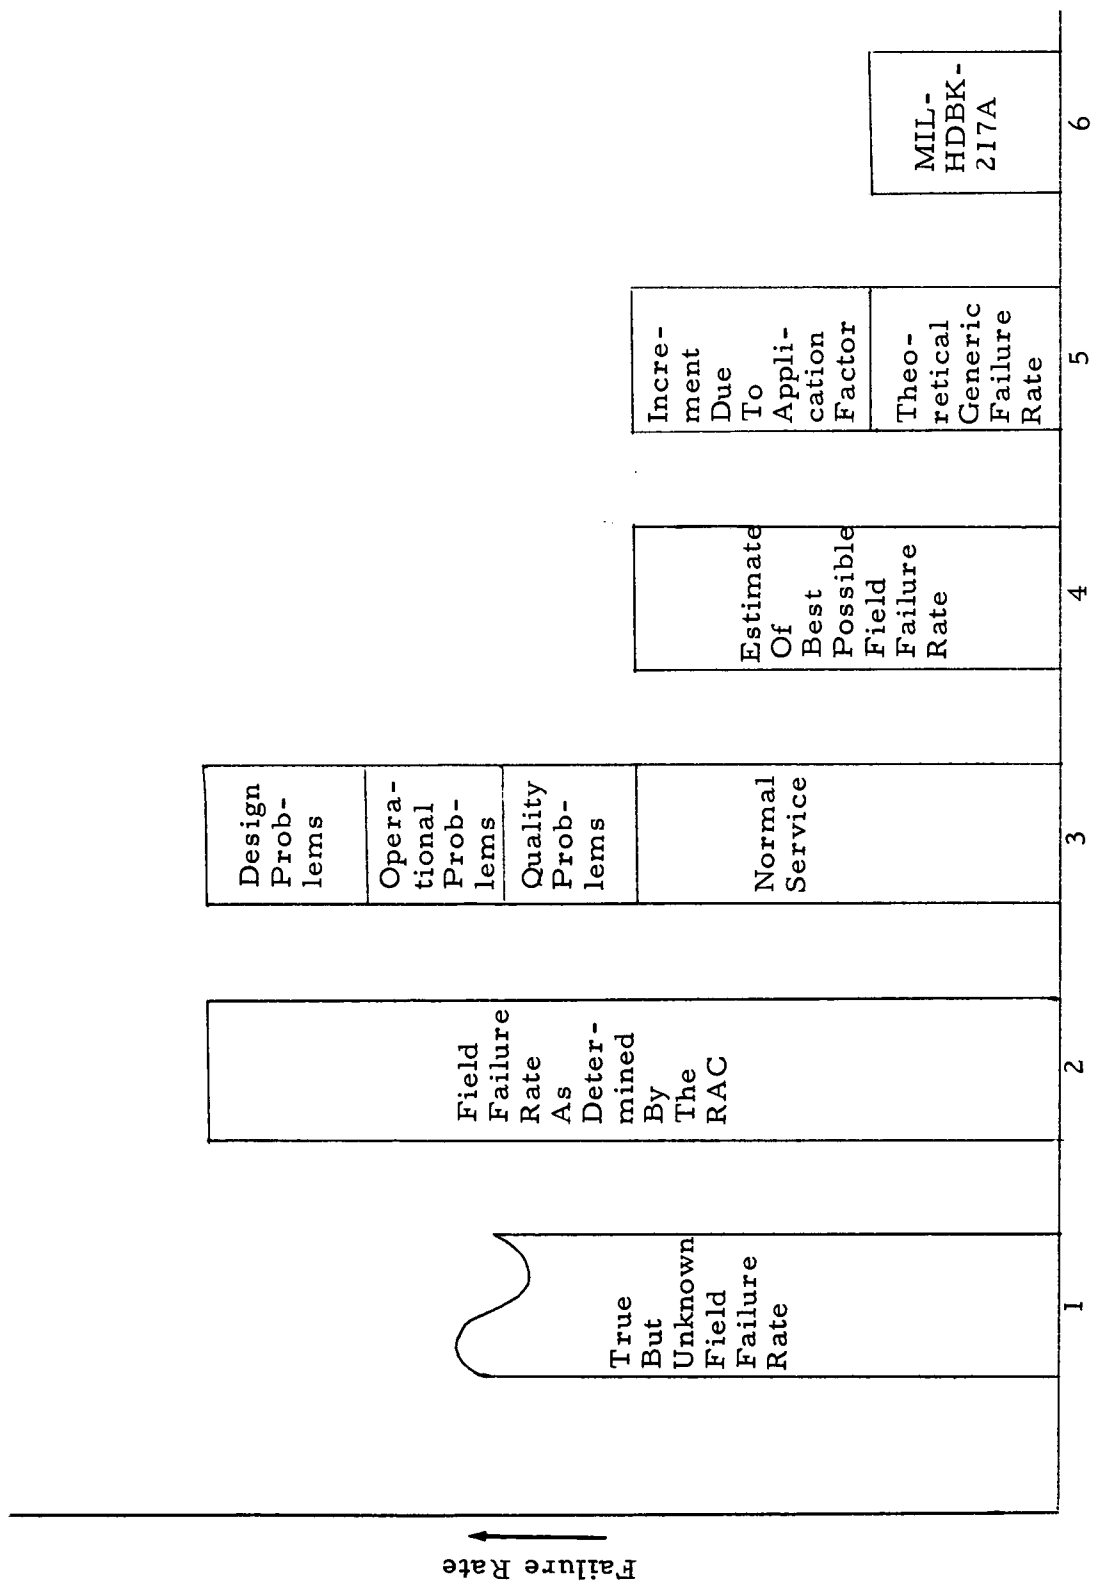 Failure Rate
True
But
Unknown
Field
Failure
Rate
1
Field
Failure
Rate
As
Deter-
mined
By
The
RAC
2
Design
Prob-
lems
Opera-
tional
Prob-
lems
Quality
Prob-
lems
Normal
Service
3
Estimate
Of
Best
Possible
Field
Failure
Rate
4
Incre-
ment
Due
To
Appli-
cation
Factor
Theo-
retical
Generic
Failure
Rate
5
MIL-
HDBK-
217A
6